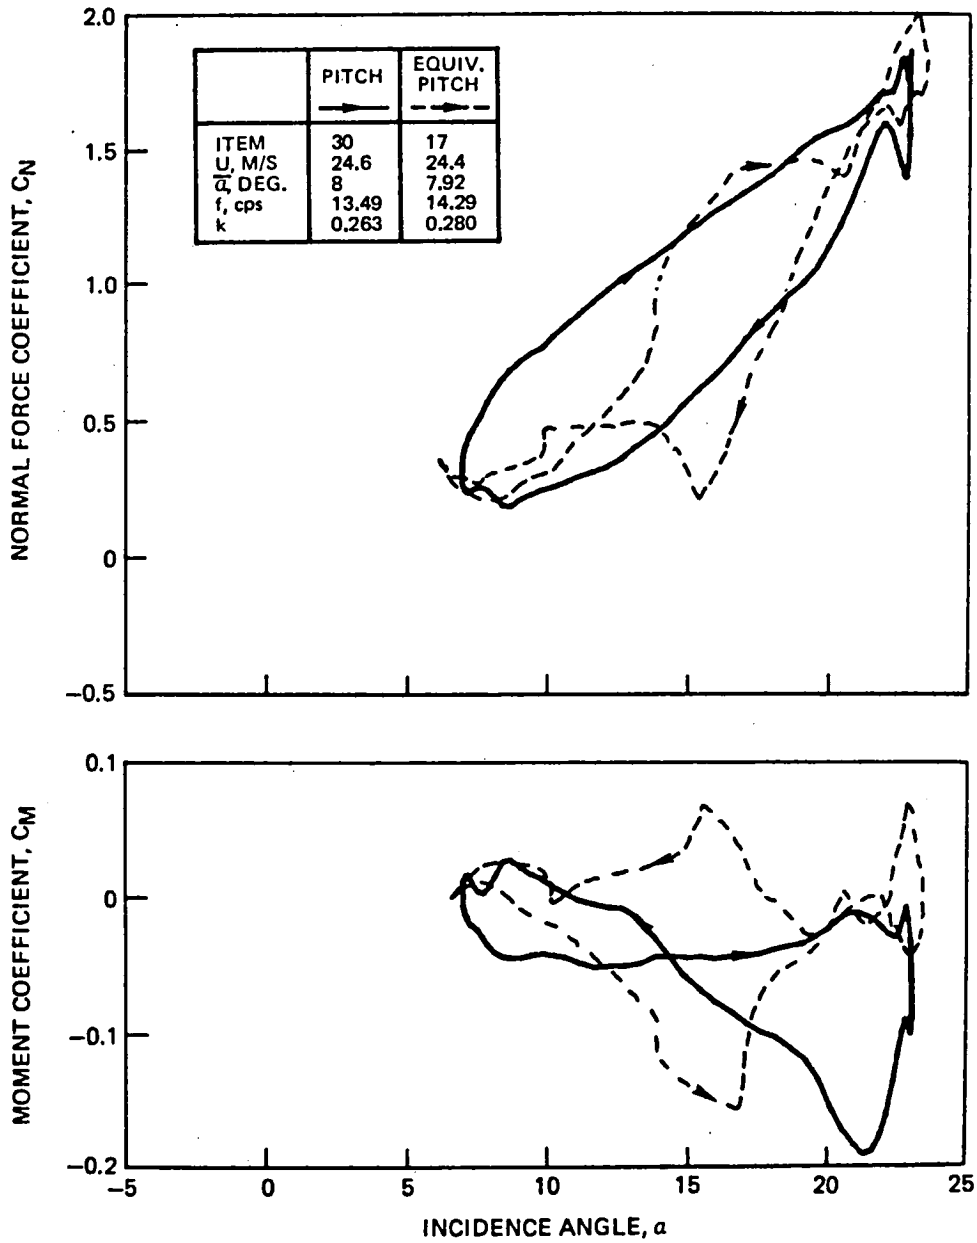 2.0
1.5
1.0
0.5
0
−0.5
NORMAL FORCE COEFFICIENT, CN
PITCH
EQUIV.
PITCH
ITEM 30 17
U, M/S 24.6 24.4
α̅, DEG. 8 7.92
f, cps 13.49 14.29
k 0.263 0.280
0.1
0
−0.1
−0.2
MOMENT COEFFICIENT, CM
−5 0 5 10 15 20 25
INCIDENCE ANGLE, α